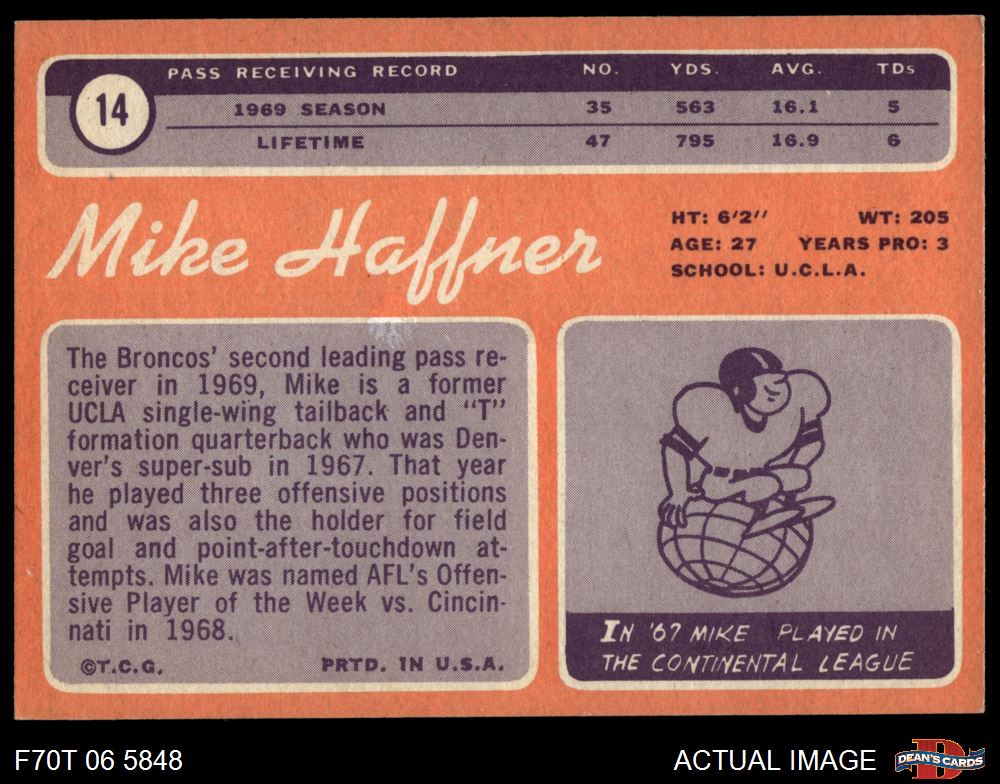 PASS RECEIVING RECORD NO. YDS. AVG. TDs
14
1969 SEASON 35 563 16.1 5
LIFETIME 47 795 16.9 6
Mike Haffner
HT: 6'2" WT: 205
AGE: 27 YEARS PRO: 3
SCHOOL: U.C.L.A.
The Broncos' second leading pass re-
ceiver in 1969, Mike is a former
UCLA single-wing tailback and "T"
formation quarterback who was Den-
ver's super-sub in 1967. That year
he played three offensive positions
and was also the holder for field
goal and point-after-touchdown at-
tempts. Mike was named AFL's Offen-
sive Player of the Week vs. Cincin-
nati in 1968.
©T.C.G. PRTD. IN U.S.A.
IN '67 MIKE PLAYED IN
THE CONTINENTAL LEAGUE
F70T 06 5848 ACTUAL IMAGE
D
DEAN'S CARDS